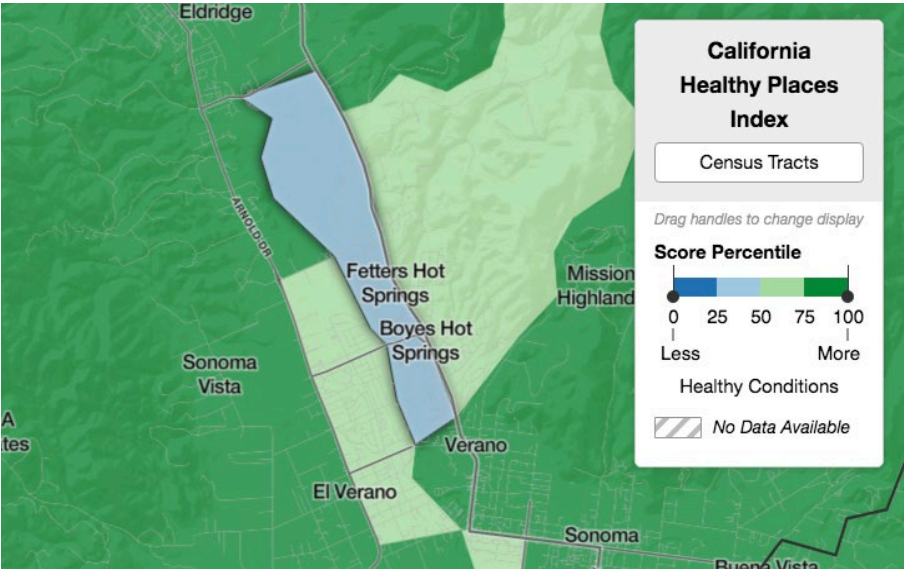 Eldridge
ARNOLD DR
Fetters Hot
Springs
Boyes Hot
Springs
Mission
Highland
Sonoma
Vista
A
tes
Verano
El Verano
Sonoma
Buena Vista
California
Healthy Places
Index
Census Tracts
Drag handles to change display
Score Percentile
0 25 50 75 100
Less More
Healthy Conditions
No Data Available